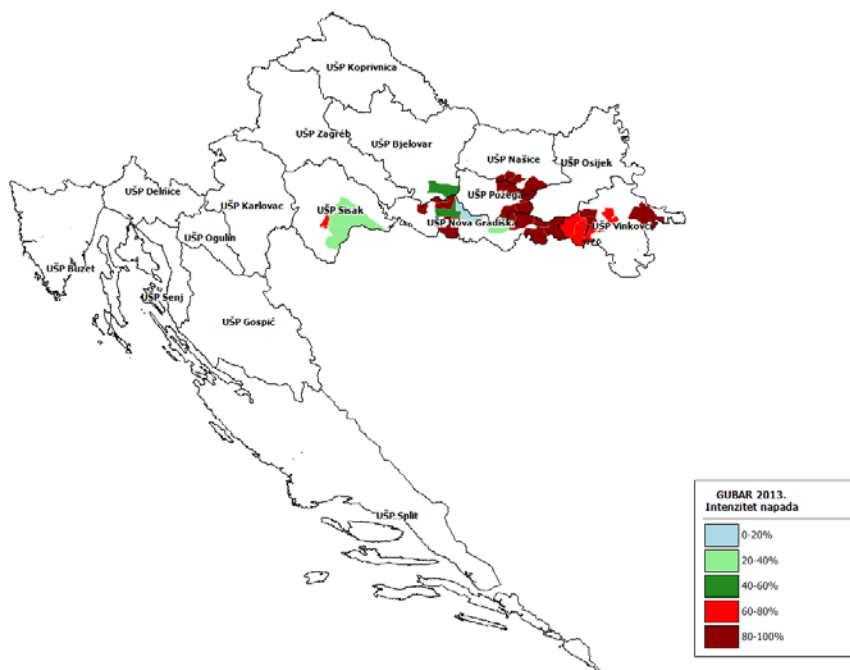 UŠP Koprivnica
UŠP Zagreb
UŠP Bjelovar
UŠP Našice
UŠP Osijek
UŠP Delnice
UŠP Karlovac
UŠP Sisak
UŠP Požega
UŠP Nova Gradiška
UŠP Vinkovci
UŠP Ogulin
UŠP Buzet
UŠP Senj
UŠP Gospić
UŠP Split
GUBAR 2013.
Intenzitet napada
0-20%
20-40%
40-60%
60-80%
80-100%